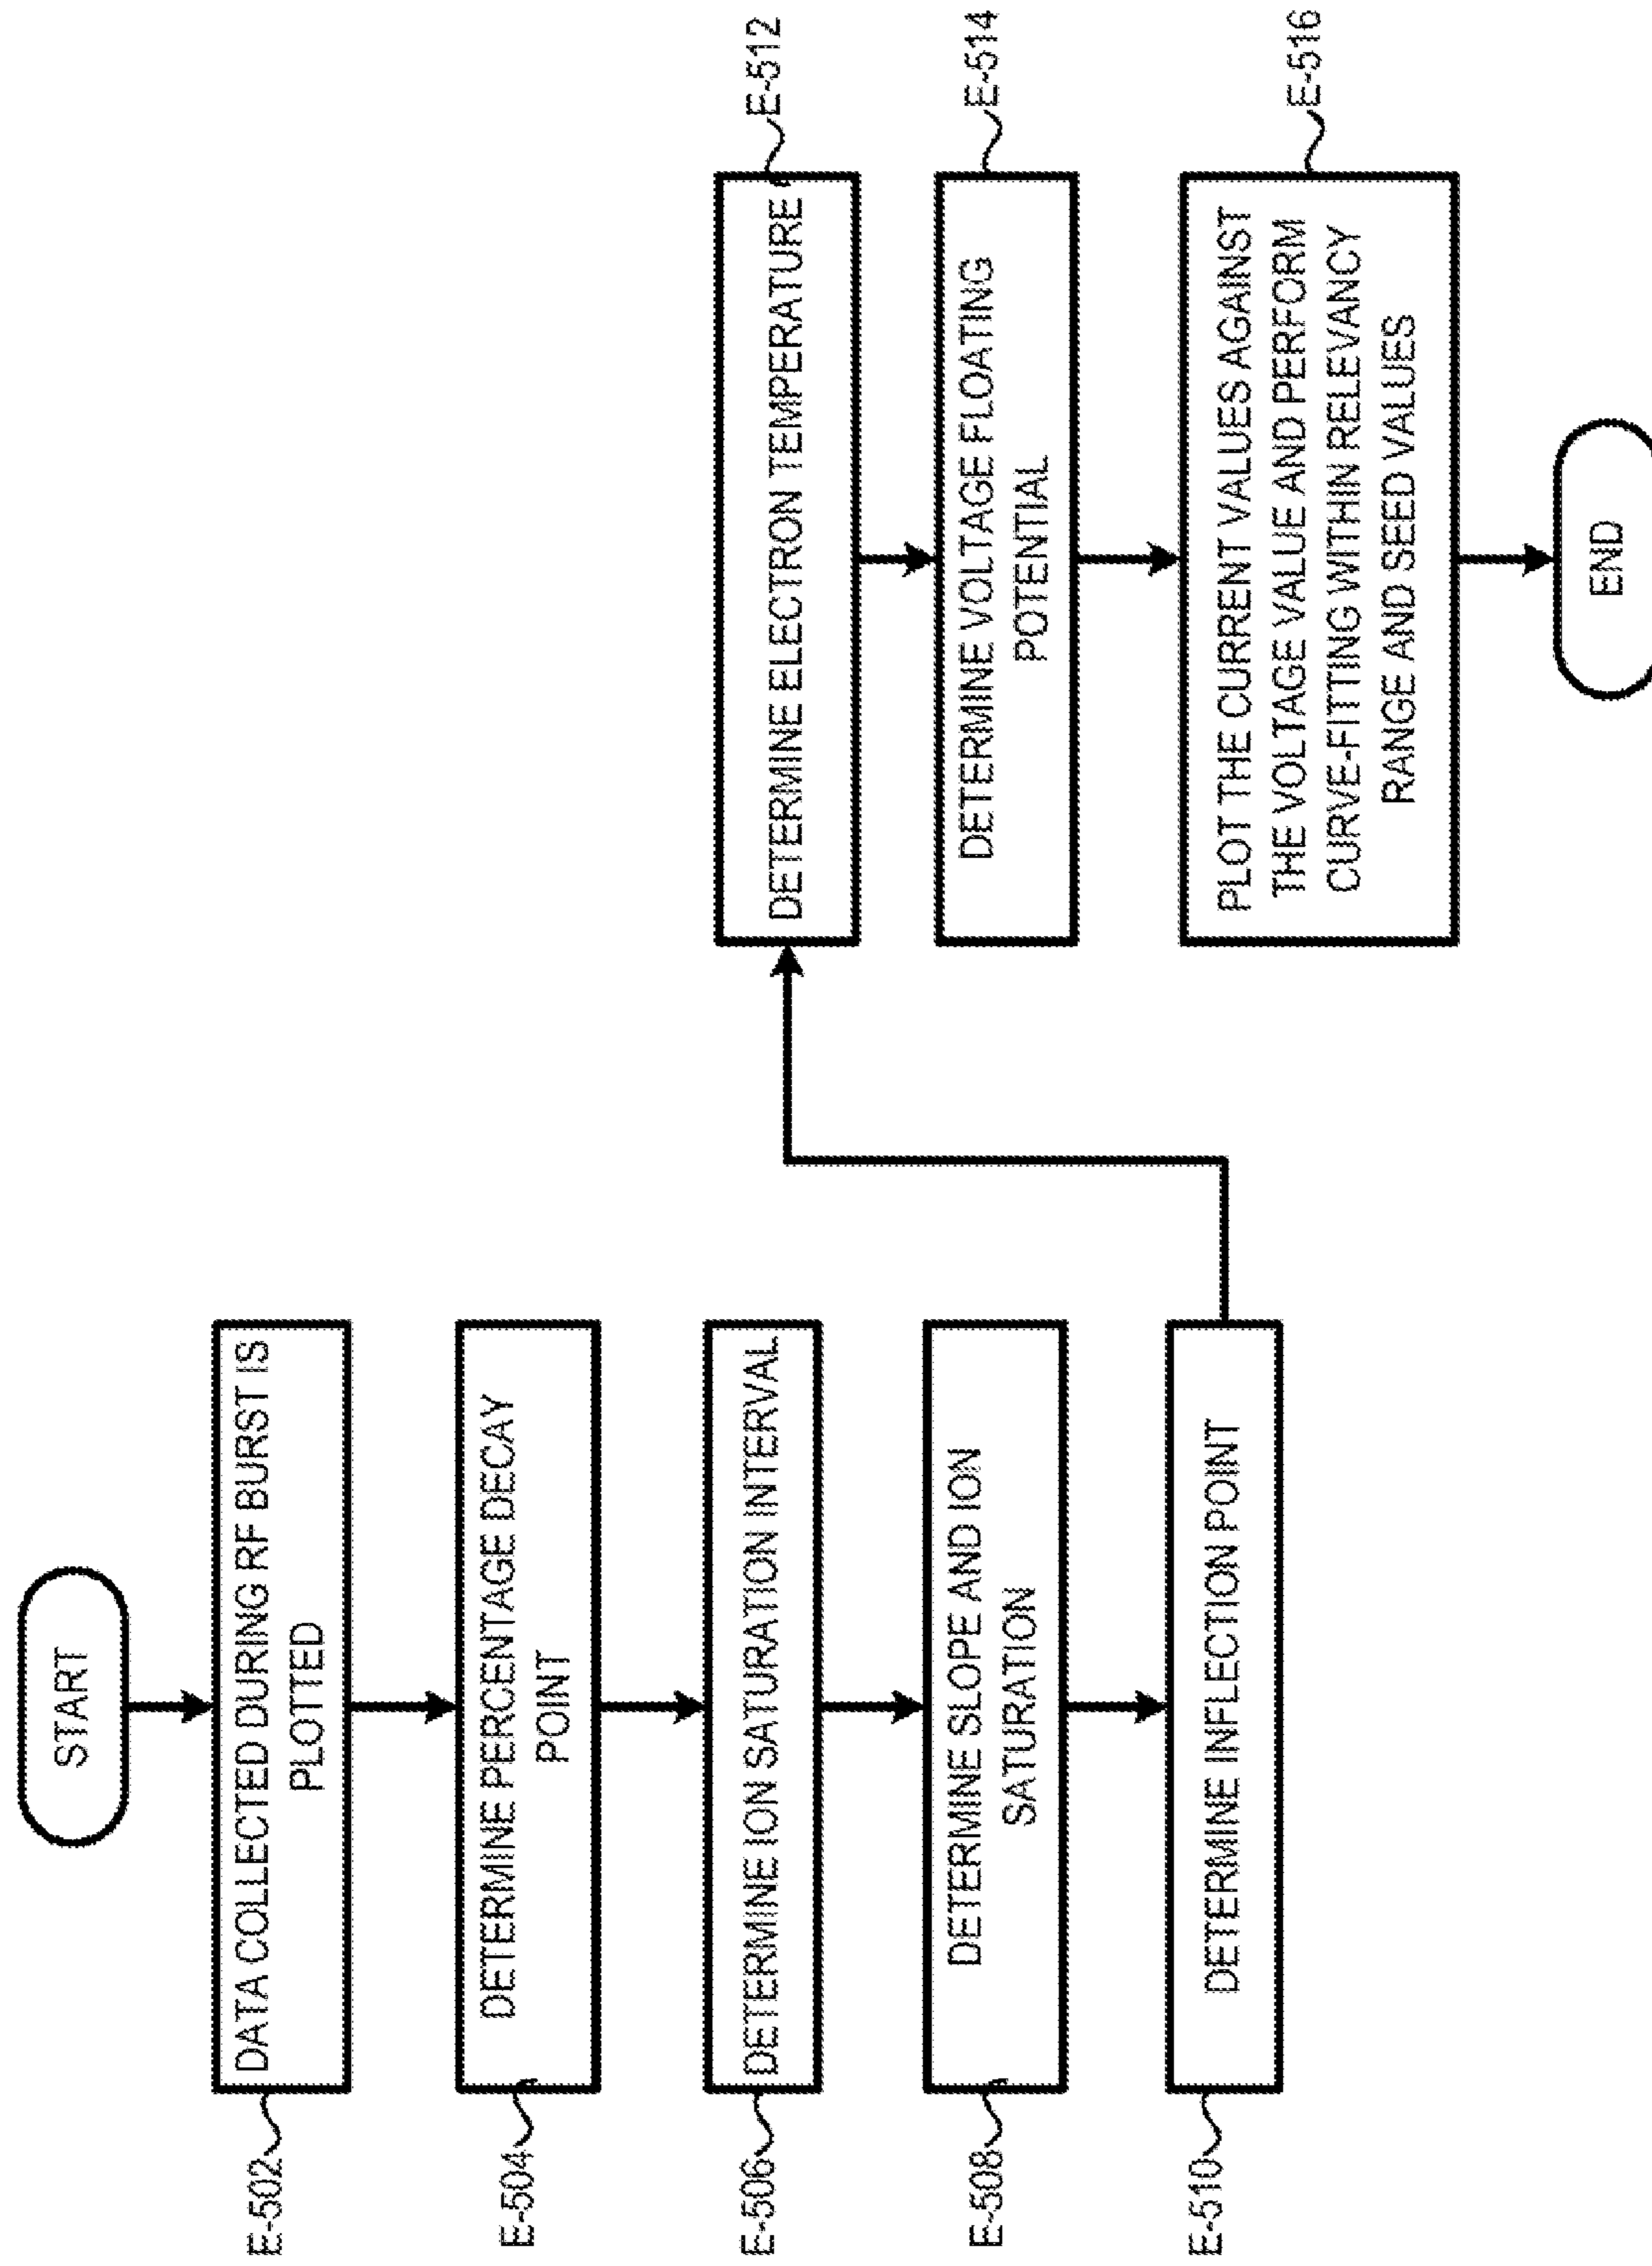 START
E-502
DATA COLLECTED DURING RF BURST IS
PLOTTED
E-504
DETERMINE PERCENTAGE DECAY
POINT
E-506
DETERMINE ION SATURATION INTERVAL
E-508
DETERMINE SLOPE AND ION
SATURATION
E-510
DETERMINE INFLECTION POINT
E-512
DETERMINE ELECTRON TEMPERATURE
E-514
DETERMINE VOLTAGE FLOATING
POTENTIAL
E-516
PLOT THE CURRENT VALUES AGAINST
THE VOLTAGE VALUE AND PERFORM
CURVE-FITTING WITHIN RELEVANCY
RANGE AND SEED VALUES
END